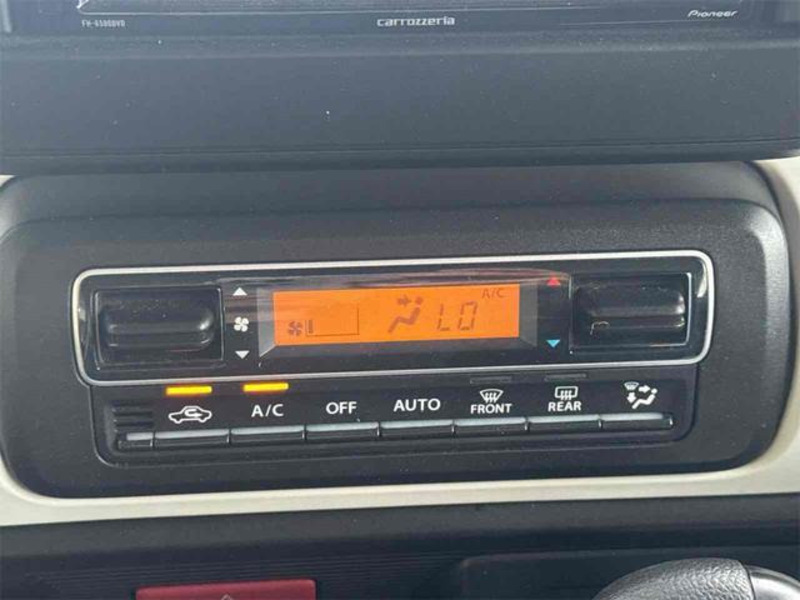 FH-6500DVD
carrozzeria
Pioneer
A/C
LO
A/C
OFF
AUTO
FRONT
REAR